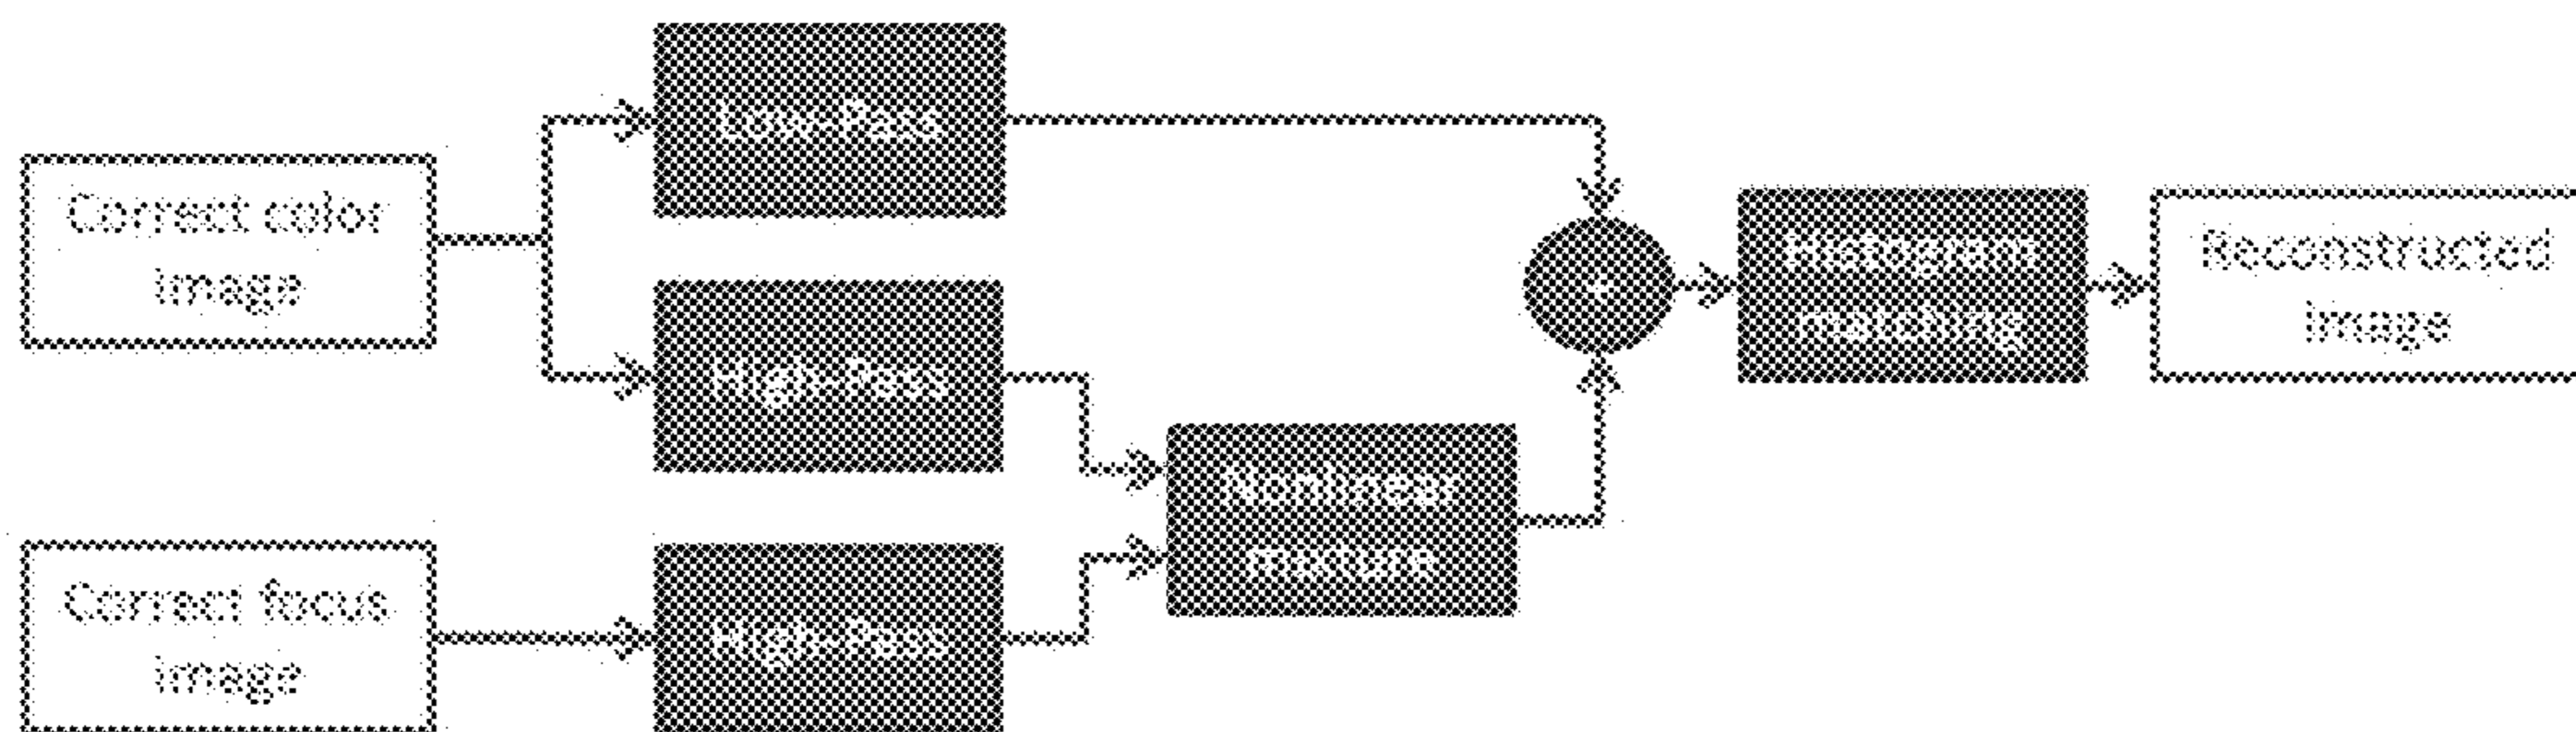 Low-Pass
Correct color
image
High-Pass
Correct focus
image
High-Pass
Nonlinear
mixture
+
Histogram
matching
Reconstructed
image